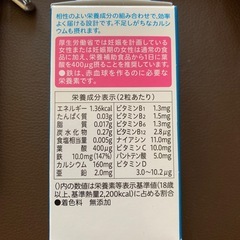 相性のよい栄養成分の組み合わせで、効率
よく届ける設計です。不足しがちなカルシウ
ムも摂れます。
厚生労働省では妊娠を計画している
女性または妊娠期の女性は通常の食
品に加えて、栄養補助食品から1日に葉
酸を400μg摂ることを推奨しています。
●鉄は、赤血球を作るのに必要な栄
養素です。
栄養成分表示(2粒あたり)
エネルギー 1.36kcal ビタミンB1 1.3mg
たんぱく質 0.03g ビタミンB2 1.5mg
脂質 0.017g ビタミンB6 1.3mg
炭水化物 0.27g ビタミンB12 2.8μg
食塩相当量 0.005g ナイアシン 11.0mg
葉酸 400μg ビタミンC
鉄 10.0mg(147%) パントテン酸 5.0mg
カルシウム 160mg ビタミンD
亜鉛 2.0mg 3.0～10.2μg
()内の数値は栄養素等表示基準値(18歳以
上、基準熱量2,200kcal)に占める割合
●着色料 無添加